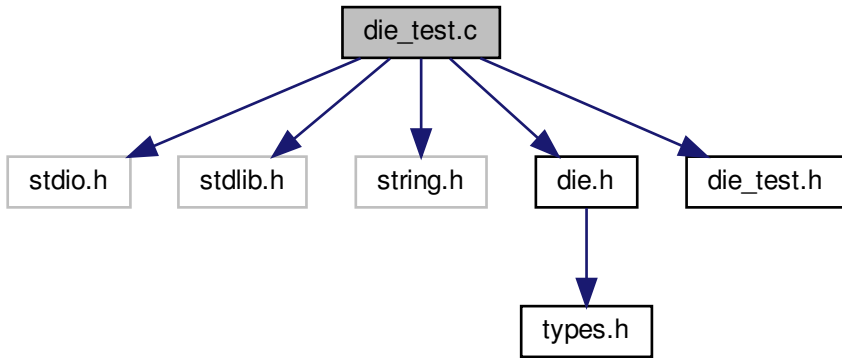 die_test.c
stdio.h
stdlib.h
string.h
die.h
die_test.h
types.h